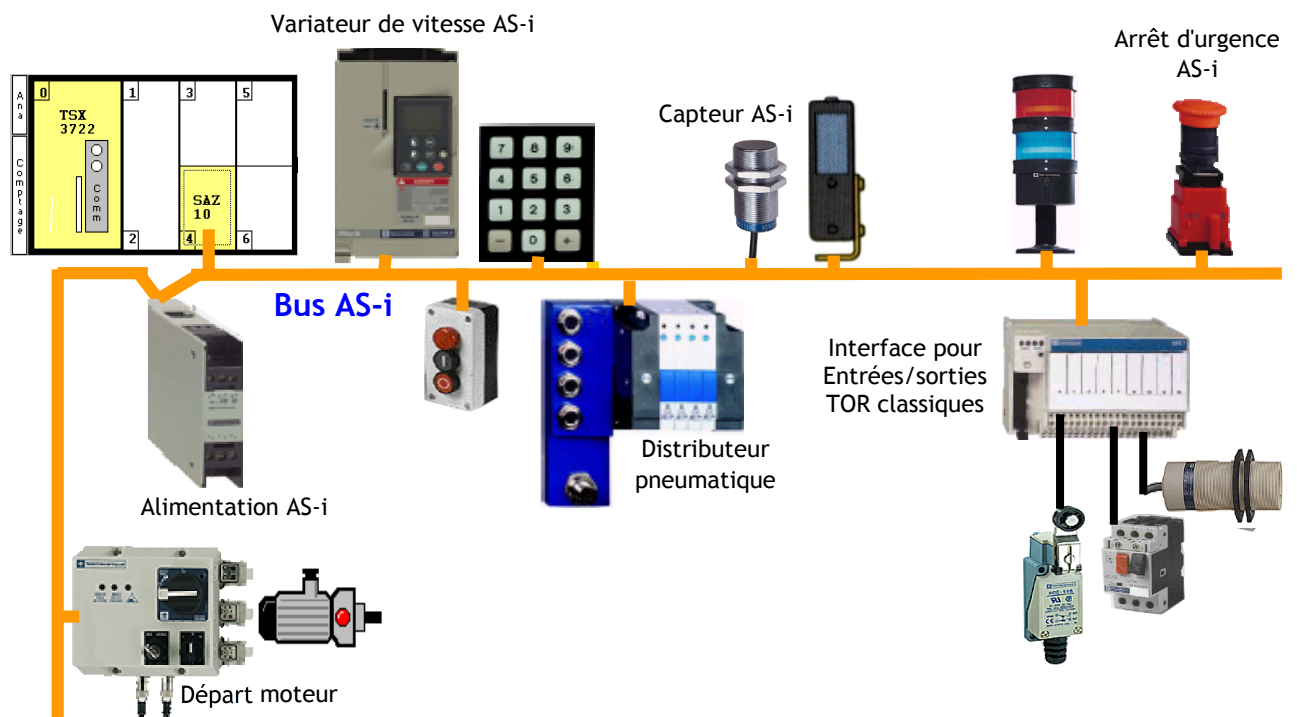 Variateur de vitesse AS-i
Arrêt d'urgence
AS-i
Capteur AS-i
Ana
Comptage
0
1
3
5
TSX
3722
Comm
SAZ
10
2
4
6
7 8 9
4 5 6
1 2 3
- 0 +
Bus AS-i
Interface pour
Entrées/sorties
TOR classiques
Distributeur
pneumatique
Alimentation AS-i
Départ moteur